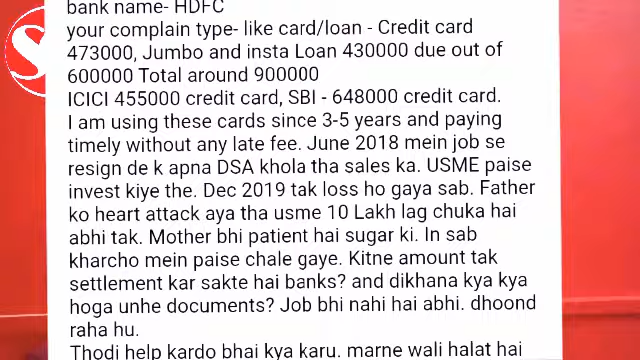 bank name- HDFC
your complain type- like card/loan - Credit card
473000, Jumbo and insta Loan 430000 due out of
600000 Total around 900000
ICICI 455000 credit card, SBI - 648000 credit card.
I am using these cards since 3-5 years and paying
timely without any late fee. June 2018 mein job se
resign de k apna DSA khola tha sales ka. USME paise
invest kiye the. Dec 2019 tak loss ho gaya sab. Father
ko heart attack aya tha usme 10 Lakh lag chuka hai
abhi tak. Mother bhi patient hai sugar ki. In sab
kharcho mein paise chale gaye. Kitne amount tak
settlement kar sakte hai banks? and dikhana kya kya
hoga unhe documents? Job bhi nahi hai abhi. dhoond
raha hu.
Thodi help kardo bhai kya karu. marne wali halat hai